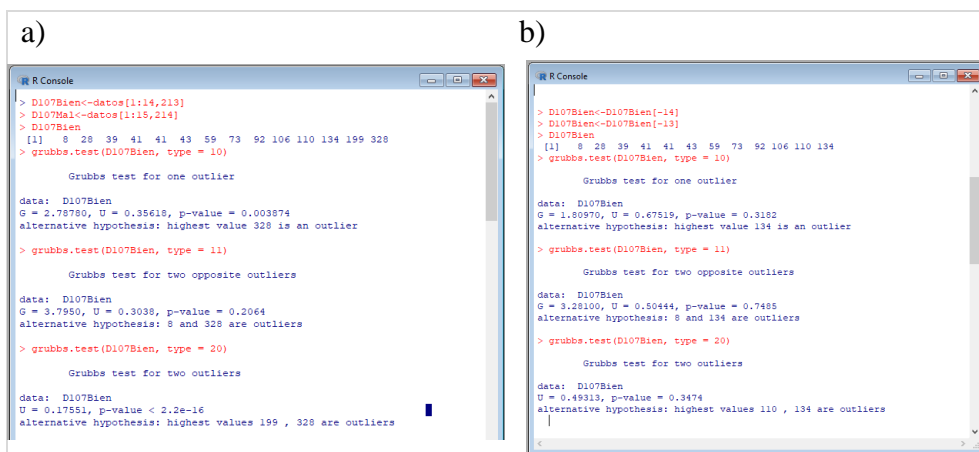 a)
R Console
> D107Bien<-datos[1:14,213]
> D107Mal<-datos[1:15,214]
> D107Bien
[1] 8 28 39 41 41 43 59 73 92 106 110 134 199 328
> grubbs.test(D107Bien, type = 10)
Grubbs test for one outlier
data: D107Bien
G = 2.78780, U = 0.35618, p-value = 0.003874
alternative hypothesis: highest value 328 is an outlier
> grubbs.test(D107Bien, type = 11)
Grubbs test for two opposite outliers
data: D107Bien
G = 3.7950, U = 0.3038, p-value = 0.2064
alternative hypothesis: 8 and 328 are outliers
> grubbs.test(D107Bien, type = 20)
Grubbs test for two outliers
data: D107Bien
U = 0.17551, p-value < 2.2e-16
alternative hypothesis: highest values 199 , 328 are outliers
b)
R Console
> D107Bien<-D107Bien[-14]
> D107Bien<-D107Bien[-13]
> D107Bien
[1] 8 28 39 41 41 43 59 73 92 106 110 134
> grubbs.test(D107Bien, type = 10)
Grubbs test for one outlier
data: D107Bien
G = 1.80970, U = 0.67519, p-value = 0.3182
alternative hypothesis: highest value 134 is an outlier
> grubbs.test(D107Bien, type = 11)
Grubbs test for two opposite outliers
data: D107Bien
G = 3.28100, U = 0.50444, p-value = 0.7485
alternative hypothesis: 8 and 134 are outliers
> grubbs.test(D107Bien, type = 20)
Grubbs test for two outliers
data: D107Bien
U = 0.49313, p-value = 0.3474
alternative hypothesis: highest values 110 , 134 are outliers